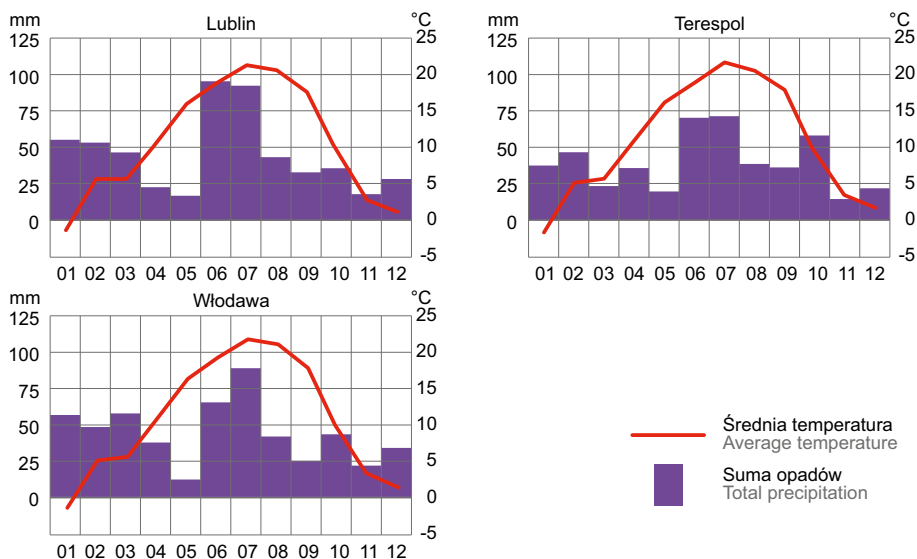 mm Lublin °C
125 25
100 20
75 15
50 10
25 5
0 0
-5
01 02 03 04 05 06 07 08 09 10 11 12
mm Terespol °C
125 25
100 20
75 15
50 10
25 5
0 0
-5
01 02 03 04 05 06 07 08 09 10 11 12
mm Włodawa °C
125 25
100 20
75 15
50 10
25 5
0 0
-5
01 02 03 04 05 06 07 08 09 10 11 12
Średnia temperatura
Average temperature
Suma opadów
Total precipitation